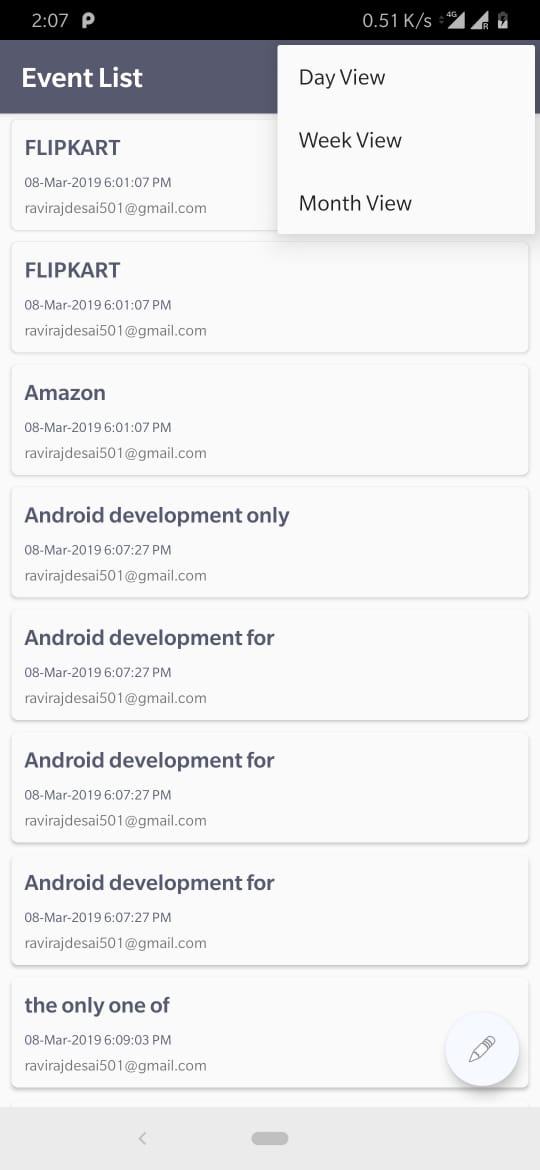 2:07
0.51 K/s
4G
R
Event List
Day View
Week View
Month View
FLIPKART
08-Mar-2019 6:01:07 PM
ravirajdesai501@gmail.com
FLIPKART
08-Mar-2019 6:01:07 PM
ravirajdesai501@gmail.com
Amazon
08-Mar-2019 6:01:07 PM
ravirajdesai501@gmail.com
Android development only
08-Mar-2019 6:07:27 PM
ravirajdesai501@gmail.com
Android development for
08-Mar-2019 6:07:27 PM
ravirajdesai501@gmail.com
Android development for
08-Mar-2019 6:07:27 PM
ravirajdesai501@gmail.com
Android development for
08-Mar-2019 6:07:27 PM
ravirajdesai501@gmail.com
the only one of
08-Mar-2019 6:09:03 PM
ravirajdesai501@gmail.com